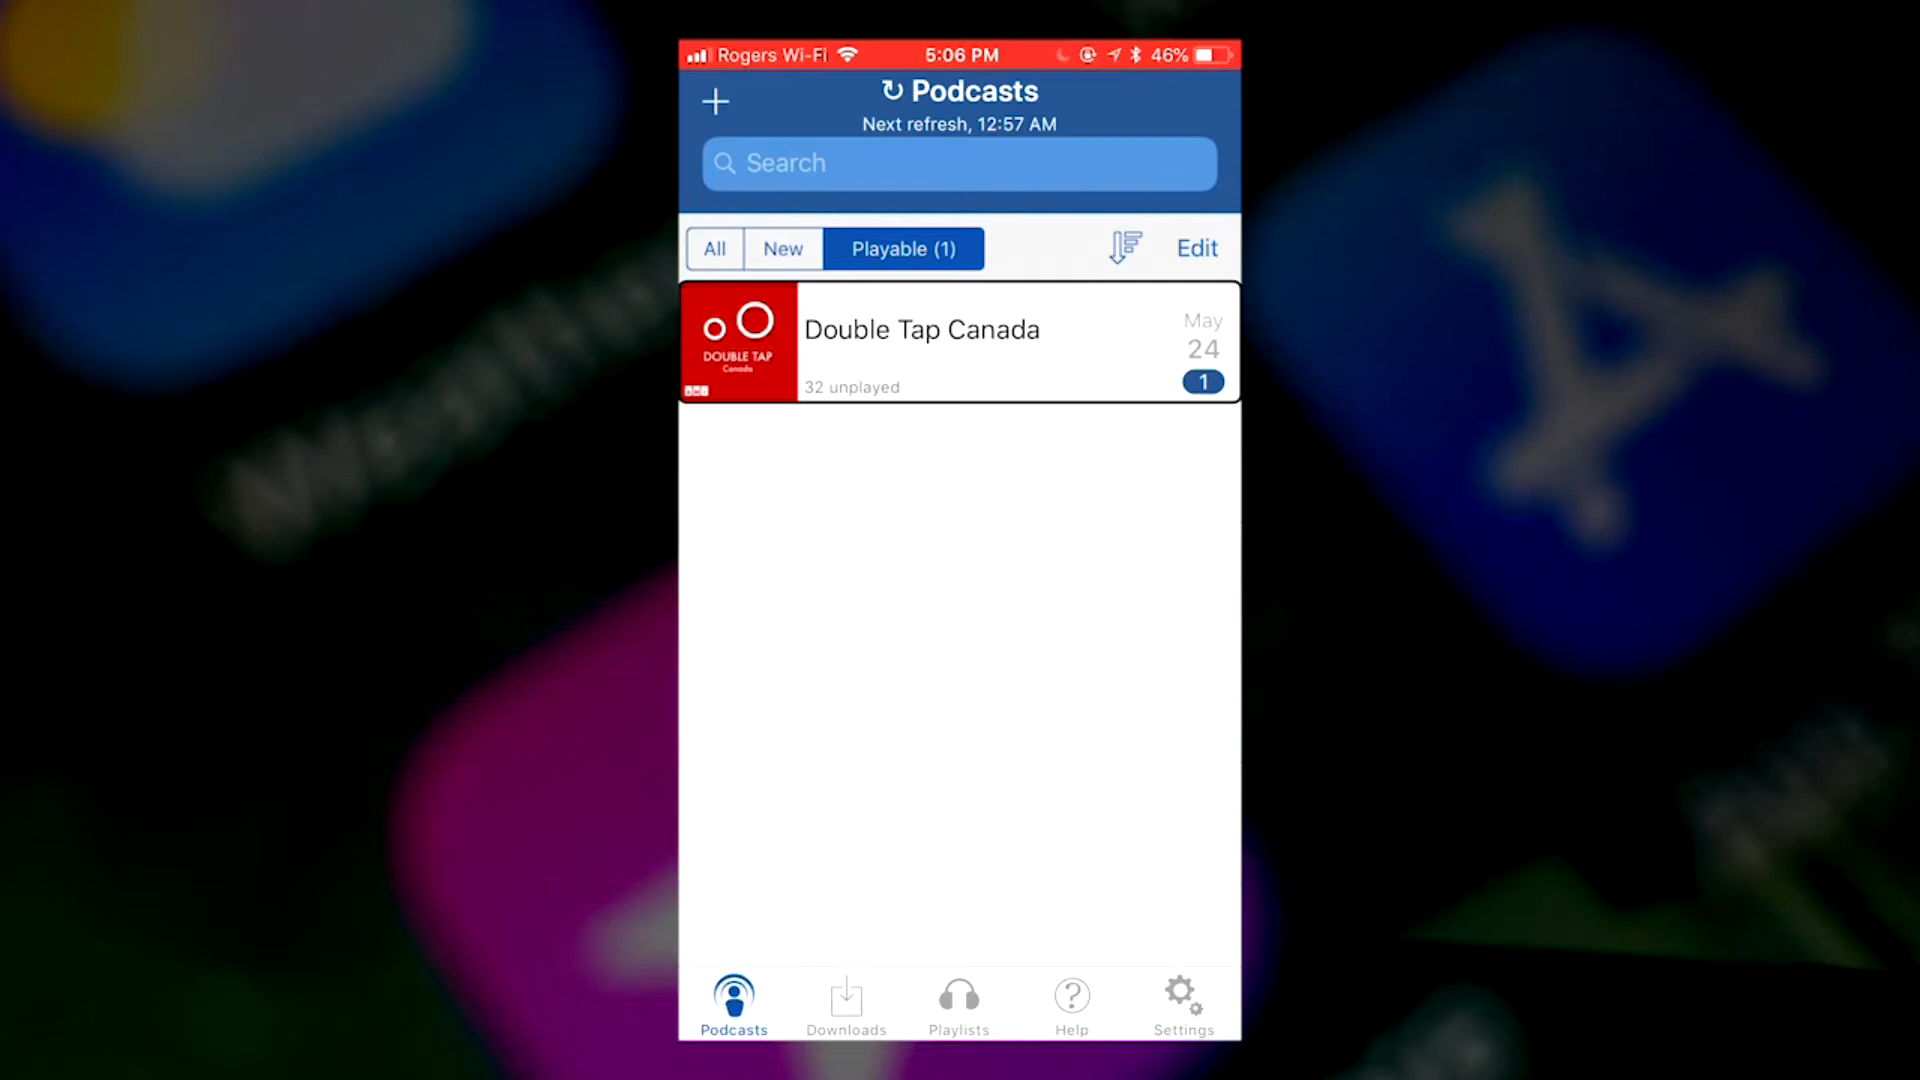 Rogers Wi-Fi 5:06 PM 46%
↻ Podcasts
Next refresh, 12:57 AM
Search
All New Playable (1) Edit
DOUBLE TAP
Canada
Double Tap Canada
32 unplayed
May
24
1
Podcasts Downloads Playlists Help Settings